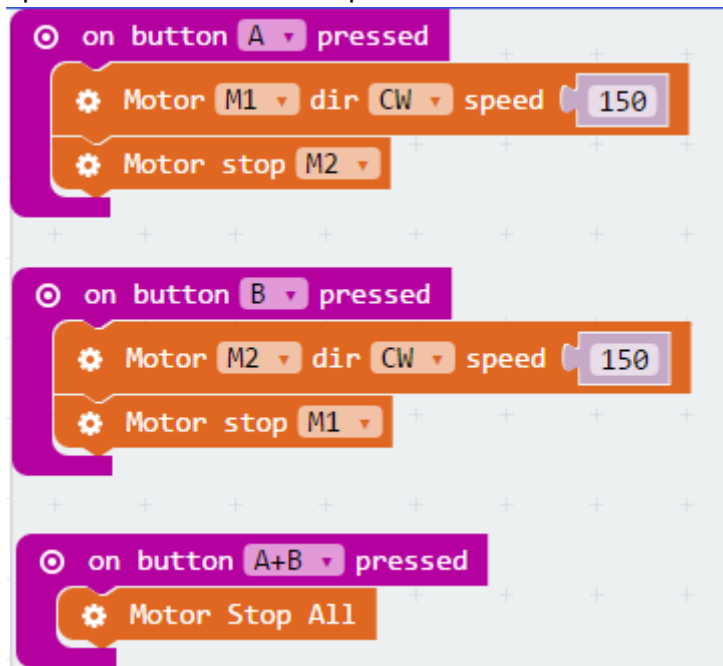 on button A pressed
Motor M1 dir CW speed 150
Motor stop M2
on button B pressed
Motor M2 dir CW speed 150
Motor stop M1
on button A+B pressed
Motor Stop All